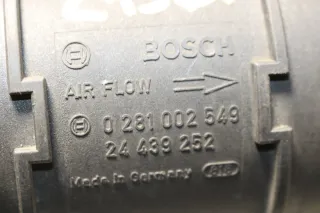 BOSCH
AIR FLOW
0 281 002 549
24 439 252
Made in Germany